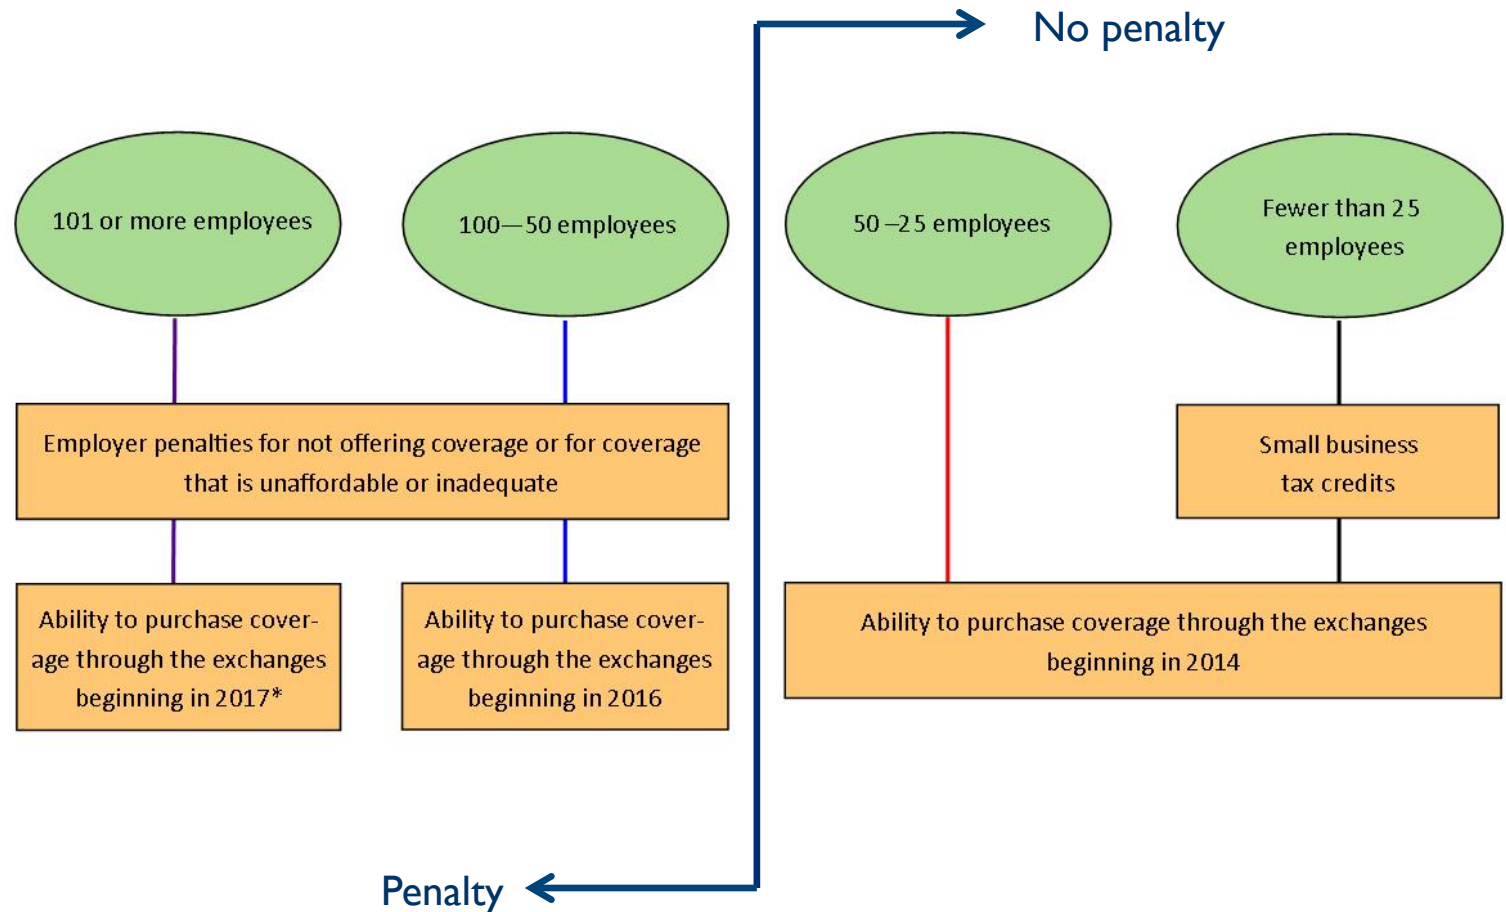 No penalty
101 or more employees
100—50 employees
50 –25 employees
Fewer than 25
employees
Employer penalties for not offering coverage or for coverage
that is unaffordable or inadequate
Small business
tax credits
Ability to purchase cover-
age through the exchanges
beginning in 2017*
Ability to purchase cover-
age through the exchanges
beginning in 2016
Ability to purchase coverage through the exchanges
beginning in 2014
Penalty